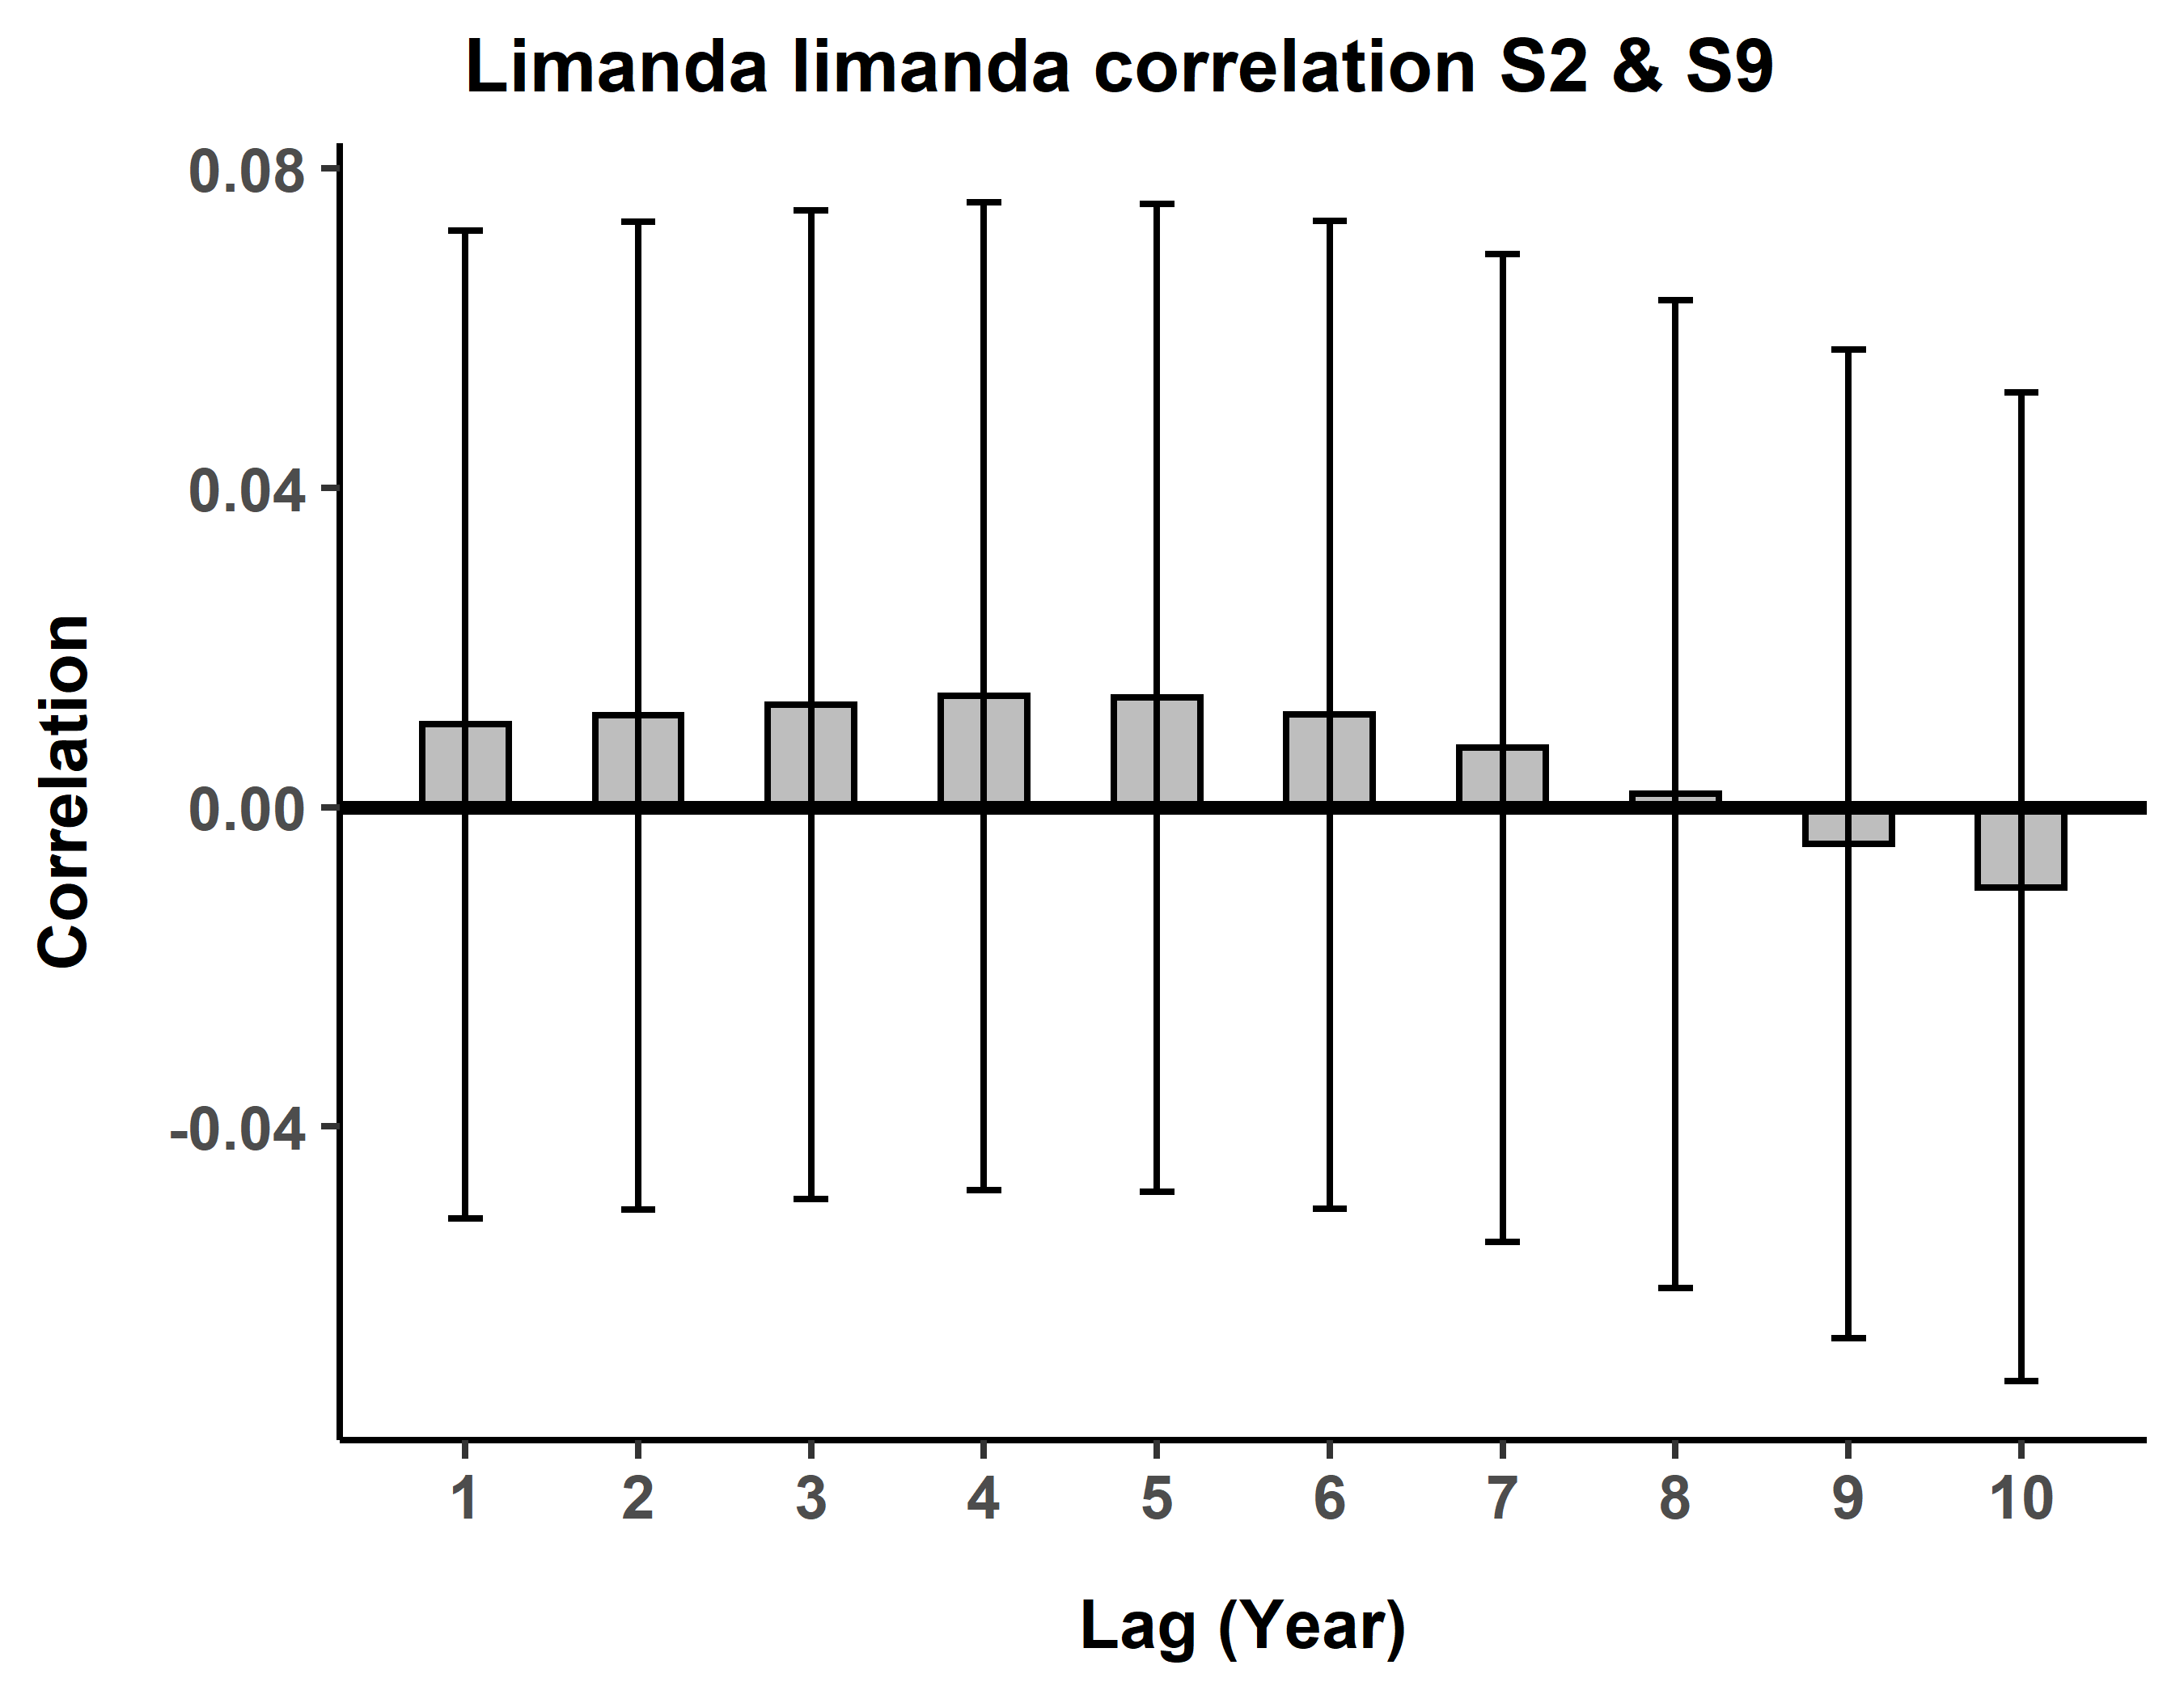 Limanda limanda correlation S2 & S9
0.08
0.04
0.00
-0.04
Correlation
1 2 3 4 5 6 7 8 9 10
Lag (Year)